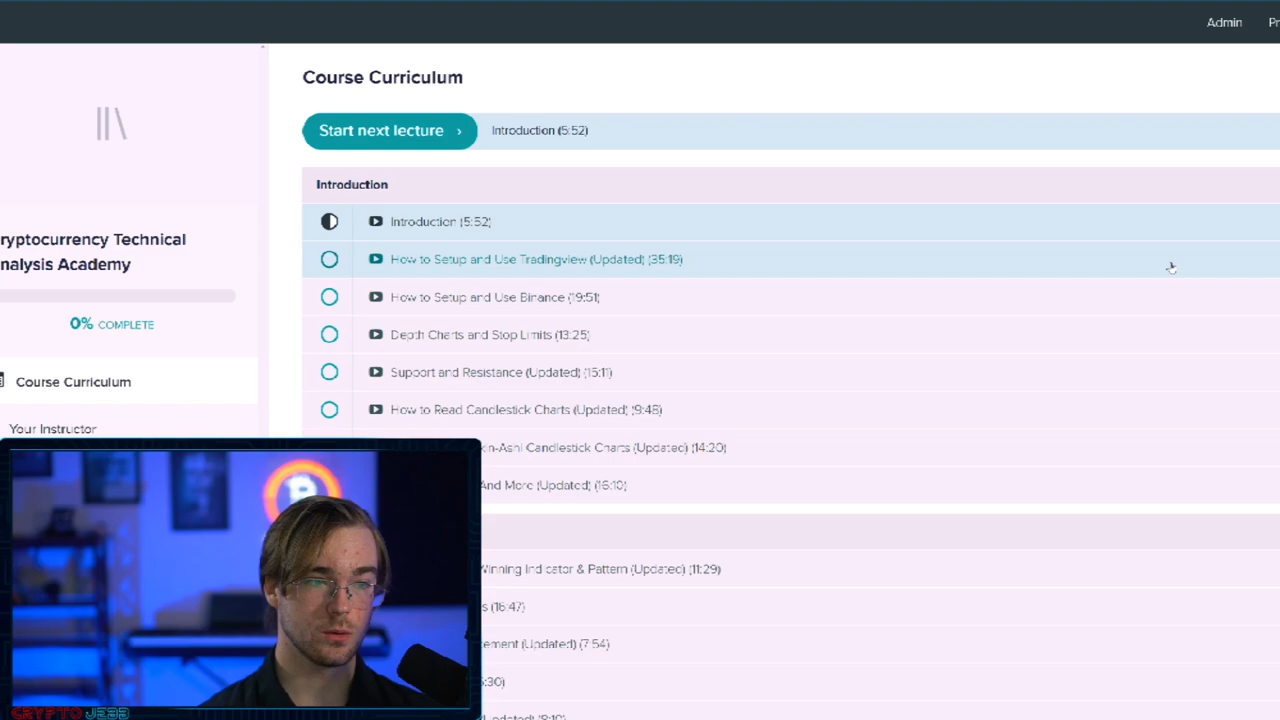 Admin
Course Curriculum
Start next lecture ›
Introduction (5:52)
Introduction
Introduction (5:52)
How to Setup and Use Tradingview (Updated) (35:19)
How to Setup and Use Binance (19:51)
Depth Charts and Stop Limits (13:25)
Support and Resistance (Updated) (15:11)
How to Read Candlestick Charts (Updated) (9:48)
kin-Ashi Candlestick Charts (Updated) (14:20)
And More (Updated) (16:10)
Winning Indicator & Pattern (Updated) (11:29)
s (16:47)
ement (Updated) (7:54)
ryptocurrency Technical
nalysis Academy
0% COMPLETE
Course Curriculum
Your Instructor
CRYPTO JEBB